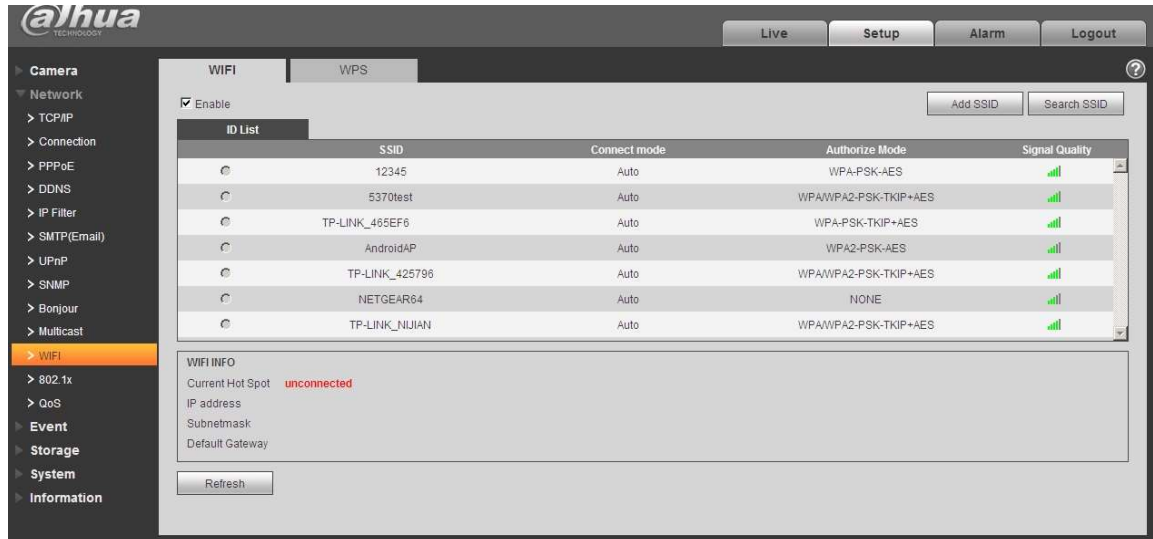 alhua
TECHNOLOGY
Live Setup Alarm Logout
Camera
Network
> TCP/IP
> Connection
> PPPoE
> DDNS
> IP Filter
> SMTP(Email)
> UPnP
> SNMP
> Bonjour
> Multicast
> WIFI
> 802.1x
> QoS
Event
Storage
System
Information
WIFI WPS ?
Enable Add SSID Search SSID
ID List
SSID Connect mode Authorize Mode Signal Quality
12345 Auto WPA-PSK-AES
5370test Auto WPA/WPA2-PSK-TKIP+AES
TP-LINK_465EF6 Auto WPA-PSK-TKIP+AES
AndroidAP Auto WPA2-PSK-AES
TP-LINK_425796 Auto WPA/WPA2-PSK-TKIP+AES
NETGEAR64 Auto NONE
TP-LINK_NIJIAN Auto WPA/WPA2-PSK-TKIP+AES
WIFI INFO
Current Hot Spot unconnected
IP address
Subnetmask
Default Gateway
Refresh